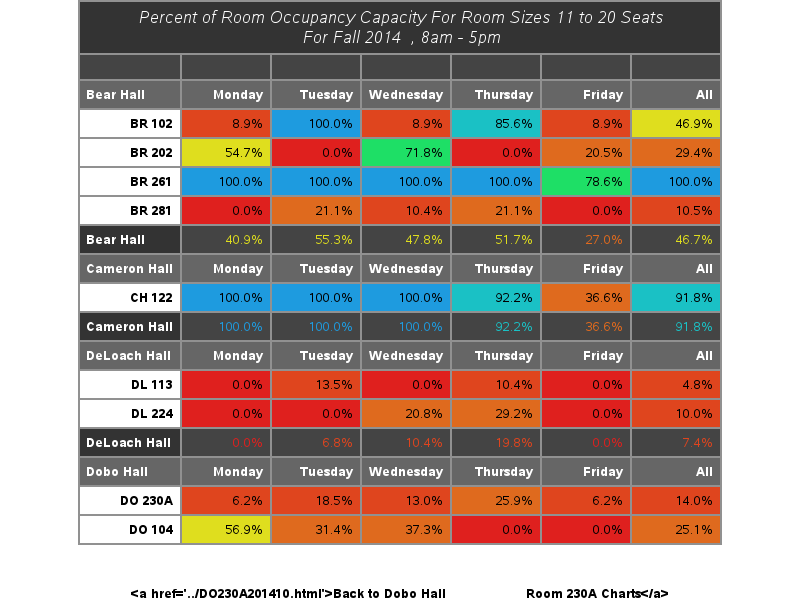 Percent of Room Occupancy Capacity For Room Sizes 11 to 20 Seats
For Fall 2014 , 8am - 5pm
Bear Hall Monday Tuesday Wednesday Thursday Friday All
BR 102 8.9% 100.0% 8.9% 85.6% 8.9% 46.9%
BR 202 54.7% 0.0% 71.8% 0.0% 20.5% 29.4%
BR 261 100.0% 100.0% 100.0% 100.0% 78.6% 100.0%
BR 281 0.0% 21.1% 10.4% 21.1% 0.0% 10.5%
Bear Hall 40.9% 55.3% 47.8% 51.7% 27.0% 46.7%
Cameron Hall Monday Tuesday Wednesday Thursday Friday All
CH 122 100.0% 100.0% 100.0% 92.2% 36.6% 91.8%
Cameron Hall 100.0% 100.0% 100.0% 92.2% 36.6% 91.8%
DeLoach Hall Monday Tuesday Wednesday Thursday Friday All
DL 113 0.0% 13.5% 0.0% 10.4% 0.0% 4.8%
DL 224 0.0% 0.0% 20.8% 29.2% 0.0% 10.0%
DeLoach Hall 0.0% 6.8% 10.4% 19.8% 0.0% 7.4%
Dobo Hall Monday Tuesday Wednesday Thursday Friday All
DO 230A 6.2% 18.5% 13.0% 25.9% 6.2% 14.0%
DO 104 56.9% 31.4% 37.3% 0.0% 0.0% 25.1%
<a href='../DO230A201410.html'>Back to Dobo Hall Room 230A Charts</a>